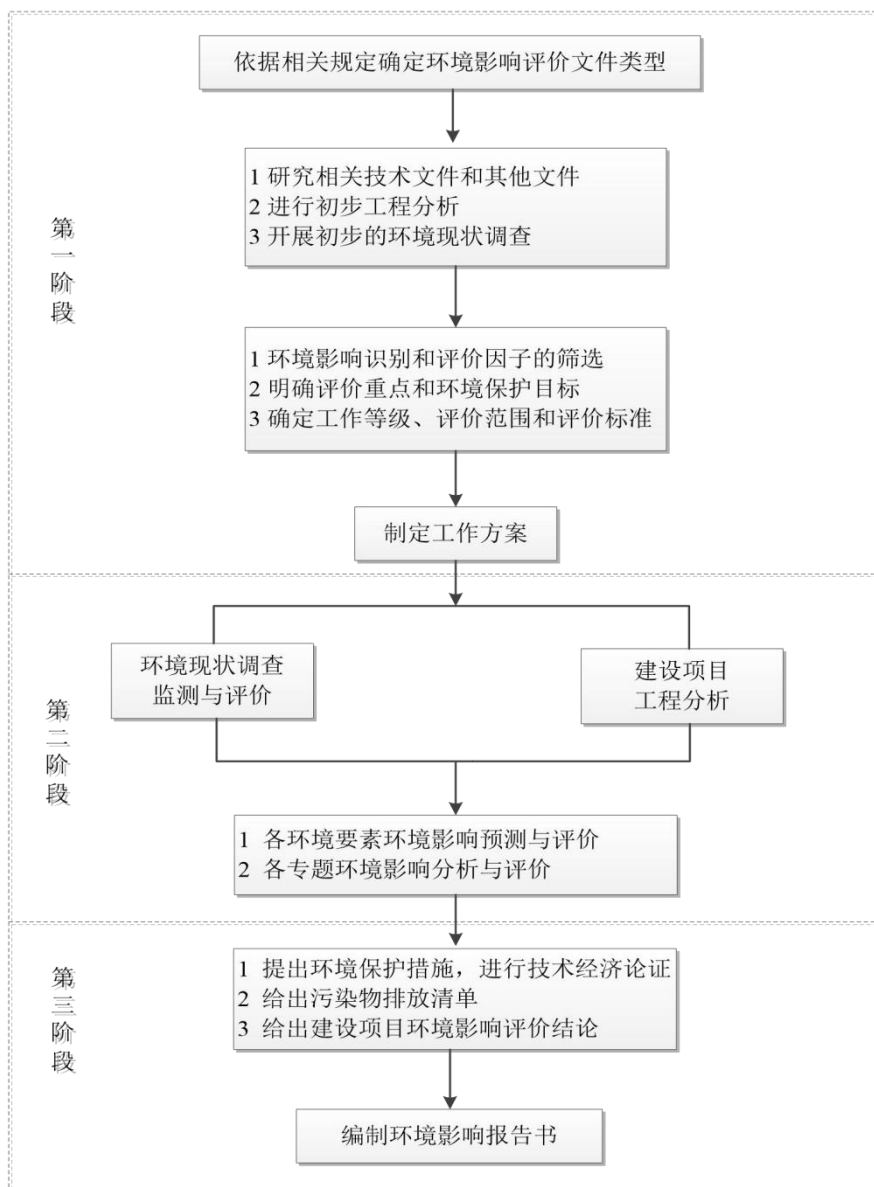 依据相关规定确定环境影响评价文件类型
1 研究相关技术文件和其他文件
2 进行初步工程分析
3 开展初步的环境现状调查
第一阶段
1 环境影响识别和评价因子的筛选
2 明确评价重点和环境保护目标
3 确定工作等级、评价范围和评价标准
制定工作方案
第二阶段
环境现状调查
监测与评价
建设项目
工程分析
1 各环境要素环境影响预测与评价
2 各专题环境影响分析与评价
第三阶段
1 提出环境保护措施，进行技术经济论证
2 给出污染物排放清单
3 给出建设项目环境影响评价结论
编制环境影响报告书